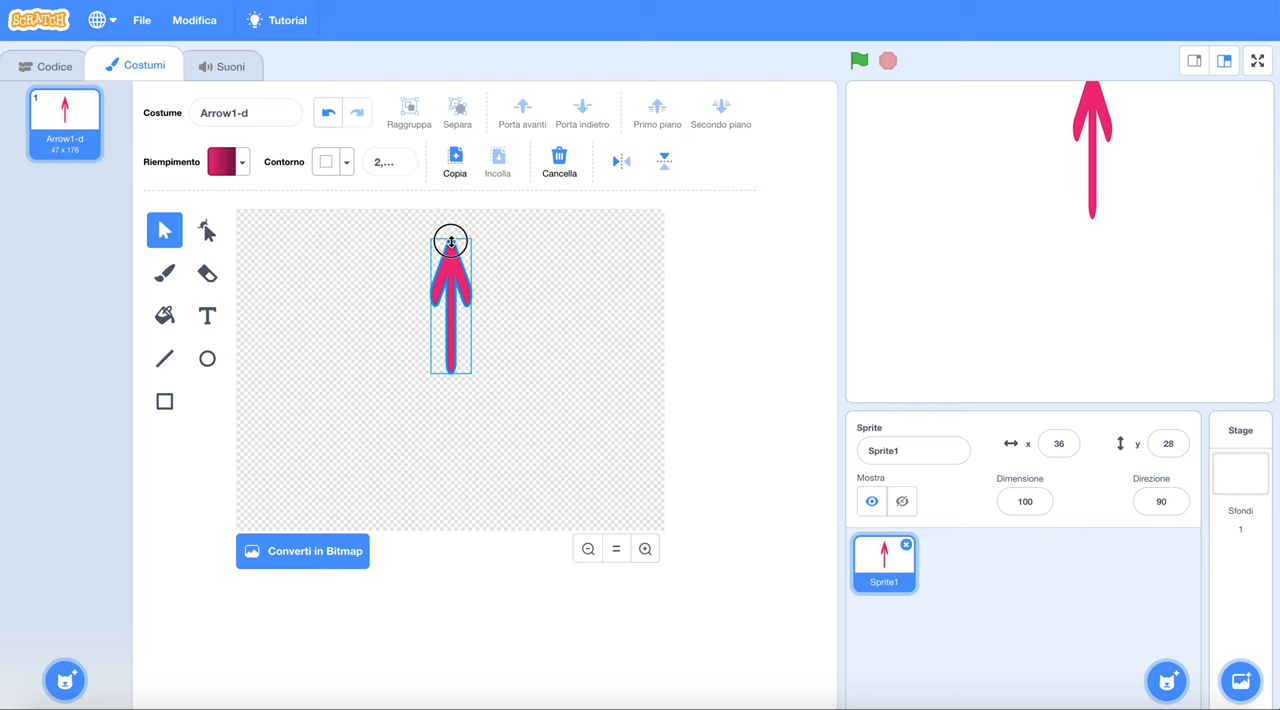 SCRATCH
File
Modifica
Tutorial
Codice
Costumi
Suoni
1
Arrow1-d
47 x 176
Costume
Arrow1-d
Raggruppa
Separa
Porta avanti
Porta indietro
Primo piano
Secondo piano
Riempimento
Contorno
2,...
Copia
Incolla
Cancella
T
Converti in Bitmap
=
Sprite
Sprite1
x
36
y
28
Mostra
Dimensione
100
Direzione
90
Sprite1
Stage
Sfondi
1